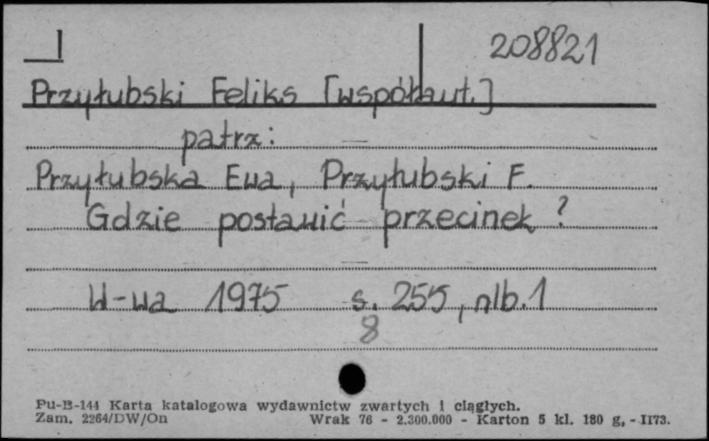 208821
Przyłubski Feliks [współaut.]
patrz:
Przyłubska Ewa, Przyłubski F.
Gdzie postawić przecinek?
W-wa 1975 s. 255, nlb. 1
8
Pu-B-144 Karta katalogowa wydawnictw zwartych i ciągłych.
Zam. 2264/DW/On Wrak 76 - 2.300.000 - Karton 5 kl. 180 g, - II73.